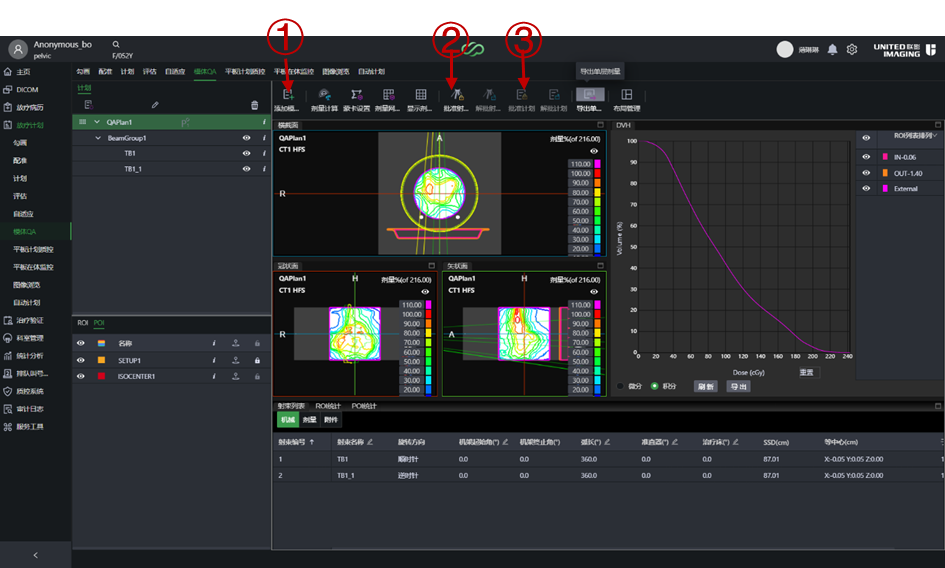 ① ② ③
Anonymous_bo
pelvic F/052Y
UNITED 联影
IMAGING
主页
DICOM
放疗病历
放疗计划
勾画
配准
计划
评估
自适应
模体QA
平板计划质控
平板在体监控
图像浏览
自动计划
治疗验证
科室管理
统计分析
排队叫号...
质控系统
审计日志
服务工具
勾画 配准 计划 评估 自适应 模体QA 平板计划质控 平板在体监控 图像浏览 自动计划
导出单层剂量
计划
QAPlan1
BeamGroup1
TB1
TB1_1
添加模... 剂量计算 蒙卡设置 剂量网... 显示剂... 批准射... 解批射... 批准计划 解批计划 导出单... 布局管理
横断面
QAPlan1 剂量%(of 216.00)
CT1 HFS
A
R
110.00
100.00
90.00
80.00
70.00
60.00
50.00
40.00
30.00
20.00
冠状面
QAPlan1 H 剂量%(of 216.00)
CT1 HFS
R
110.00
100.00
90.00
80.00
70.00
60.00
50.00
40.00
30.00
20.00
矢状面
QAPlan1 H 剂量%(of 216.00)
CT1 HFS
A
110.00
100.00
90.00
80.00
70.00
60.00
50.00
40.00
30.00
20.00
DVH
Volume (%)
100
90
80
70
60
50
40
30
20
10
0
0 20 40 60 80 100 120 140 160 180 200 220 240
Dose (cGy)
重置
微分 积分 刷新 导出
ROI列表排列
IN-0.06
OUT-1.40
External
ROI POI
名称
SETUP1
ISOCENTER1
射束列表 ROI统计 POI统计
机械 剂量 附件
射束编号 射束名称 旋转方向 机架起始角(°) 机架终止角(°) 弧长(°) 准直器(°) 治疗床(°) SSD(cm) 等中心(cm)
1 TB1 顺时针 0.0 0.0 360.0 0.0 0.0 87.01 X:-0.05 Y:0.05 Z:0.00
2 TB1_1 逆时针 0.0 0.0 360.0 0.0 0.0 87.01 X:-0.05 Y:0.05 Z:0.00